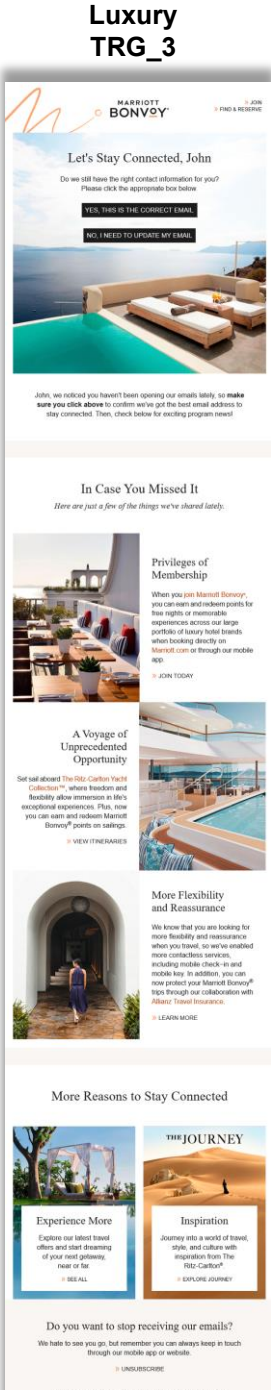 Luxury
TRG_3
MARRIOTT
BONVOY®
» JOIN
» FIND & RESERVE
Let's Stay Connected, John
Do we still have the right contact information for you?
Please click the appropriate box below.
YES, THIS IS THE CORRECT EMAIL
NO, I NEED TO UPDATE MY EMAIL
John, we noticed you haven't been opening our emails lately, so make
sure you click above to confirm we've got the best email address to
stay connected. Then, check below for exciting program news!
In Case You Missed It
Here are just a few of the things we've shared lately.
Privileges of
Membership
When you join Marriott Bonvoy®,
you can earn and redeem points for
free nights or memorable
experiences across our large
portfolio of luxury hotel brands
when booking directly on
Marriott.com or through our mobile
app.
» JOIN TODAY
A Voyage of
Unprecedented
Opportunity
Set sail aboard The Ritz-Carlton Yacht
Collection™, where freedom and
flexibility allow immersion in life's
exceptional experiences. Plus, now
you can earn and redeem Marriott
Bonvoy® points on sailings.
» VIEW ITINERARIES
More Flexibility
and Reassurance
We know that you are looking for
more flexibility and reassurance
when you travel, so we've enabled
more contactless services,
including mobile check-in and
mobile key. In addition, you can
now protect your Marriott Bonvoy®
trips through our collaboration with
Allianz Travel Insurance.
» LEARN MORE
More Reasons to Stay Connected
THE JOURNEY
Experience More
Explore our latest travel
offers and start dreaming
of your next getaway,
near or far.
» SEE ALL
Inspiration
Journey into a world of travel,
style, and culture with
inspiration from The
Ritz-Carlton®
» EXPLORE JOURNEY
Do you want to stop receiving our emails?
We hate to see you go, but remember you can always keep in touch
through our mobile app or website.
» UNSUBSCRIBE